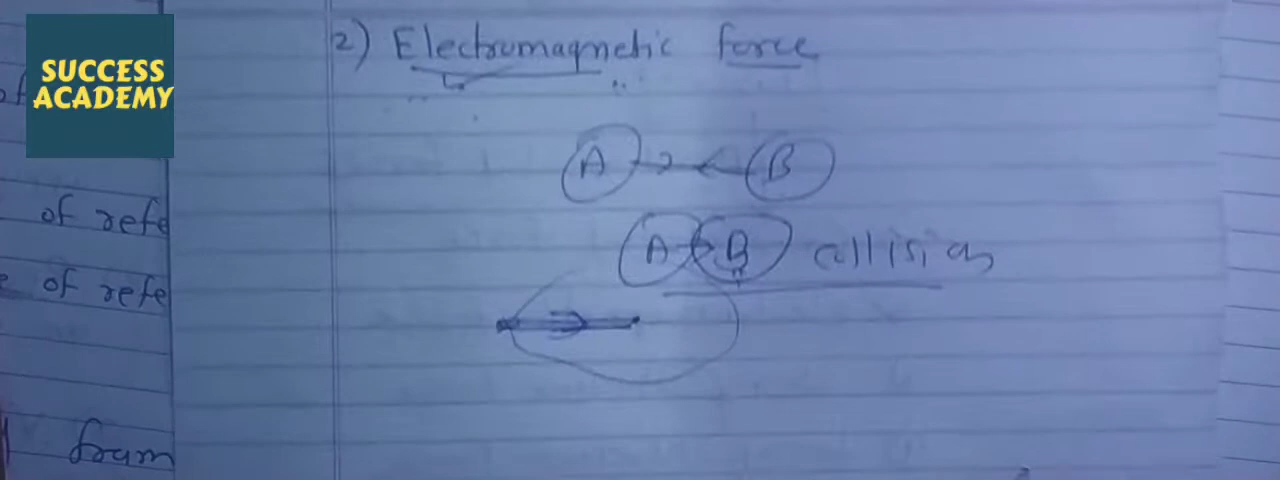 SUCCESS
ACADEMY
2) Electromagnetic force
A B
A B collision
of refe
of refe
fram